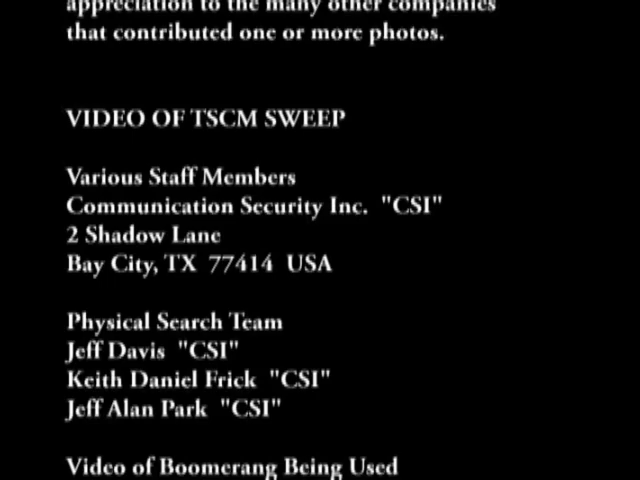 appreciation to the many other companies
that contributed one or more photos.
VIDEO OF TSCM SWEEP
Various Staff Members
Communication Security Inc. "CSI"
2 Shadow Lane
Bay City, TX 77414 USA
Physical Search Team
Jeff Davis "CSI"
Keith Daniel Frick "CSI"
Jeff Alan Park "CSI"
Video of Boomerang Being Used